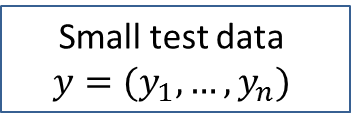 Small test data
𝑦 = (𝑦₁, … , 𝑦ₙ)